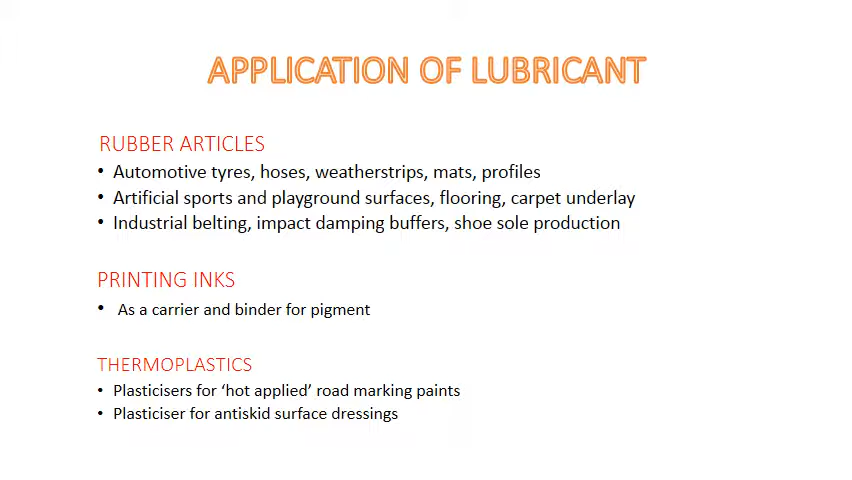 APPLICATION OF LUBRICANT
RUBBER ARTICLES
• Automotive tyres, hoses, weatherstrips, mats, profiles
• Artificial sports and playground surfaces, flooring, carpet underlay
• Industrial belting, impact damping buffers, shoe sole production
PRINTING INKS
• As a carrier and binder for pigment
THERMOPLASTICS
• Plasticisers for ‘hot applied’ road marking paints
• Plasticiser for antiskid surface dressings